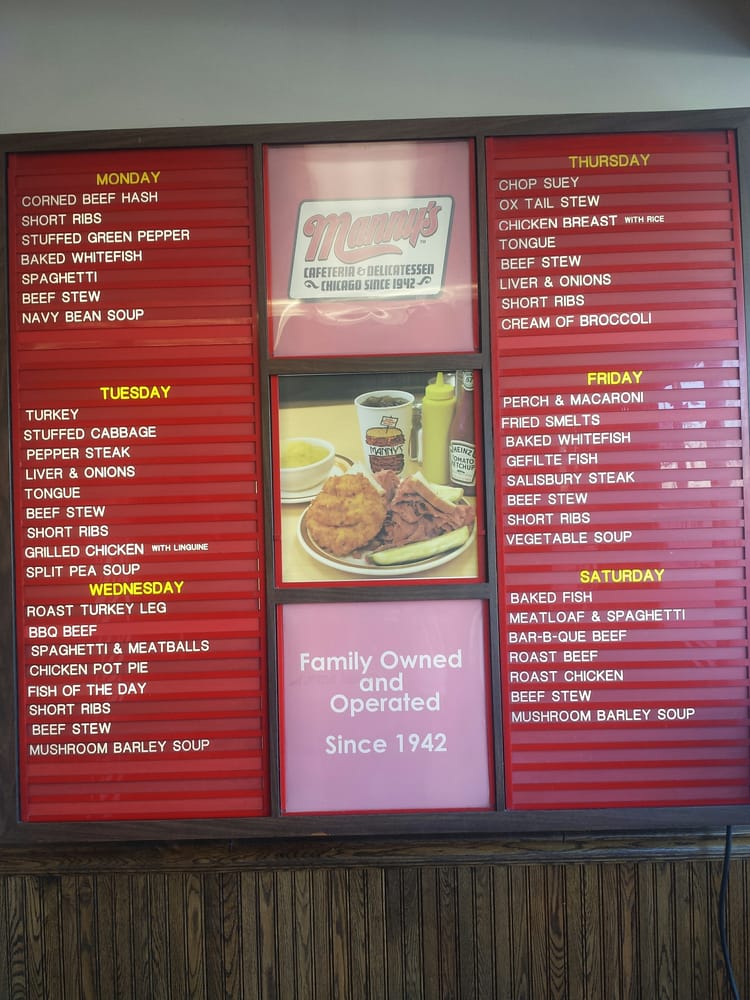 MONDAY
CORNED BEEF HASH
SHORT RIBS
STUFFED GREEN PEPPER
BAKED WHITEFISH
SPAGHETTI
BEEF STEW
NAVY BEAN SOUP
TUESDAY
TURKEY
STUFFED CABBAGE
PEPPER STEAK
LIVER & ONIONS
TONGUE
BEEF STEW
SHORT RIBS
GRILLED CHICKEN WITH LINGUINE
SPLIT PEA SOUP
WEDNESDAY
ROAST TURKEY LEG
BBQ BEEF
SPAGHETTI & MEATBALLS
CHICKEN POT PIE
FISH OF THE DAY
SHORT RIBS
BEEF STEW
MUSHROOM BARLEY SOUP
Manny's TM
CAFETERIA & DELICATESSEN
CHICAGO SINCE 1942
MANNY'S
HEINZ
TOMATO
KETCHUP
Family Owned
and
Operated
Since 1942
THURSDAY
CHOP SUEY
OX TAIL STEW
CHICKEN BREAST WITH RICE
TONGUE
BEEF STEW
LIVER & ONIONS
SHORT RIBS
CREAM OF BROCCOLI
FRIDAY
PERCH & MACARONI
FRIED SMELTS
BAKED WHITEFISH
GEFILTE FISH
SALISBURY STEAK
BEEF STEW
SHORT RIBS
VEGETABLE SOUP
SATURDAY
BAKED FISH
MEATLOAF & SPAGHETTI
BAR-B-QUE BEEF
ROAST BEEF
ROAST CHICKEN
BEEF STEW
MUSHROOM BARLEY SOUP